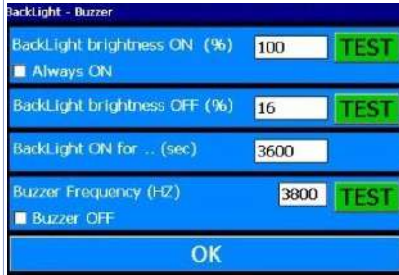 BackLight - Buzzer
BackLight brightness ON (%) 100 TEST
Always ON
BackLight brightness OFF (%) 16 TEST
BackLight ON for .. (sec) 3600
Buzzer Frequency (HZ) 3800 TEST
Buzzer OFF
OK